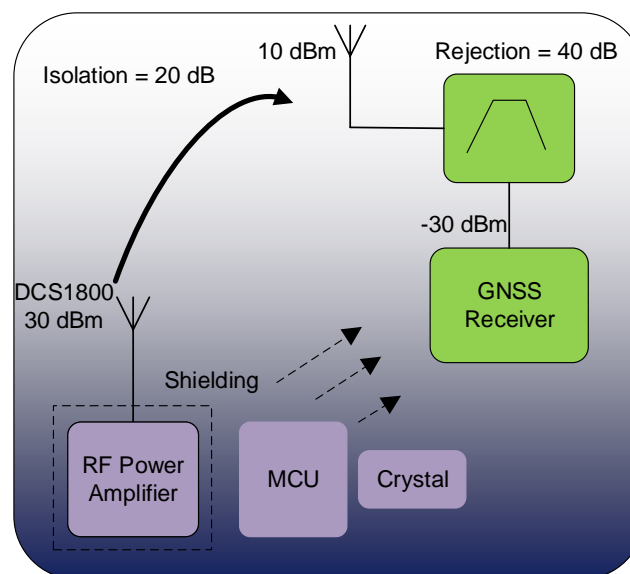 10 dBm
Rejection = 40 dB
Isolation = 20 dB
-30 dBm
GNSS
Receiver
DCS1800
30 dBm
Shielding
RF Power
Amplifier
MCU
Crystal